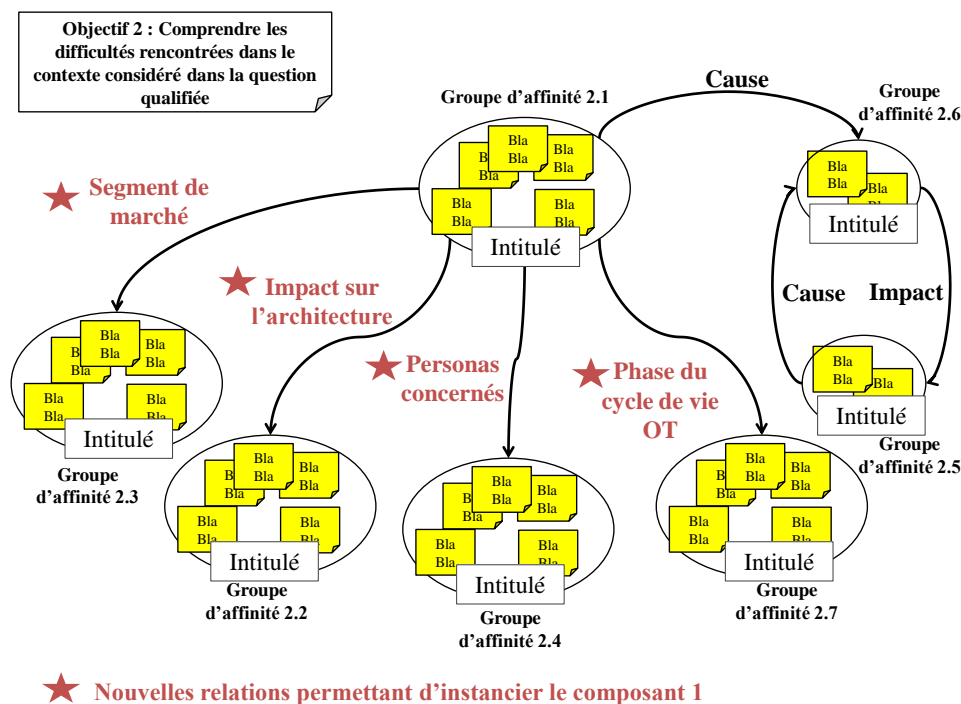 Objectif 2 : Comprendre les
difficultés rencontrées dans le
contexte considéré dans la question
qualifiée
Groupe d'affinité 2.1
Bla
Bla
Bla
Bla
Bla
Bla
Bla
Bla
Bla
Bla
Intitulé
Cause
Groupe
d'affinité 2.6
Bla
Bla
Bla
Intitulé
Cause
Impact
Bla
Bla
Bla
Intitulé
Groupe
d'affinité 2.5
Segment de
marché
Impact sur
l'architecture
Personas
concernés
Phase du
cycle de vie
OT
Bla
Bla
B
Bla
Bla
Bla
Bla
Bla
Bla
Bla
Intitulé
Groupe
d'affinité 2.3
Bla
Bla
B
Bla
Bla
Bla
Bla
Bla
Bla
Bla
Intitulé
Groupe
d'affinité 2.2
Bla
Bla
B
Bla
Bla
Bla
Bla
Bla
Bla
Bla
Intitulé
Groupe
d'affinité 2.4
Bla
Bla
B
Bla
Bla
Bla
Bla
Bla
Bla
Bla
Intitulé
Groupe
d'affinité 2.7
Nouvelles relations permettant d'instancier le composant 1